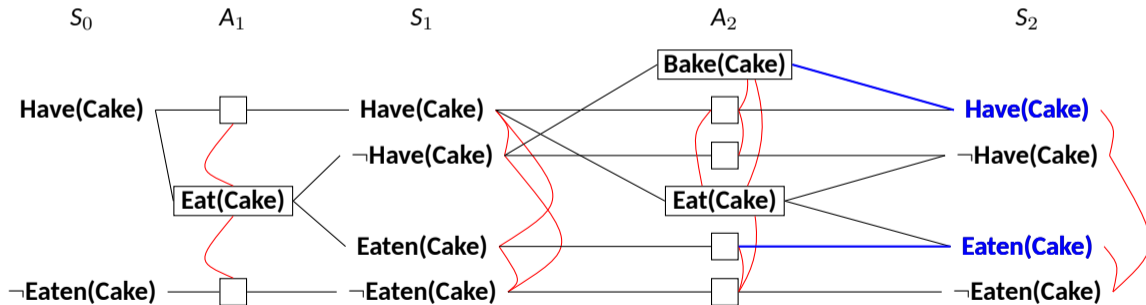 S₀ A₁ S₁ A₂ S₂
Bake(Cake)
Have(Cake) Have(Cake) Have(Cake)
¬Have(Cake) ¬Have(Cake)
Eat(Cake) Eat(Cake)
Eaten(Cake) Eaten(Cake)
¬Eaten(Cake) ¬Eaten(Cake) ¬Eaten(Cake)